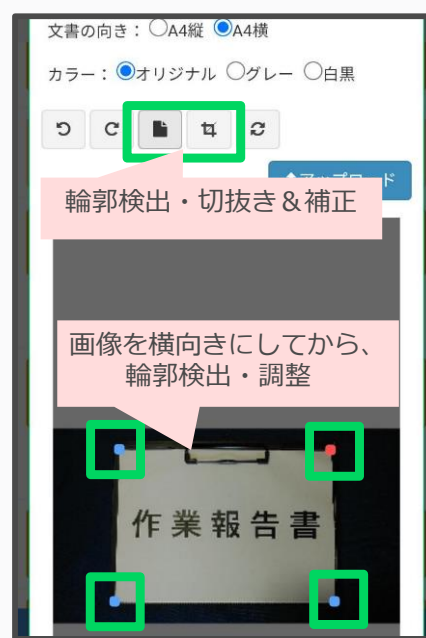 文書の向き：A4縦 A4横
カラー：オリジナル グレー 白黒
輪郭検出・切抜き＆補正
画像を横向きにしてから、
輪郭検出・調整
作業報告書